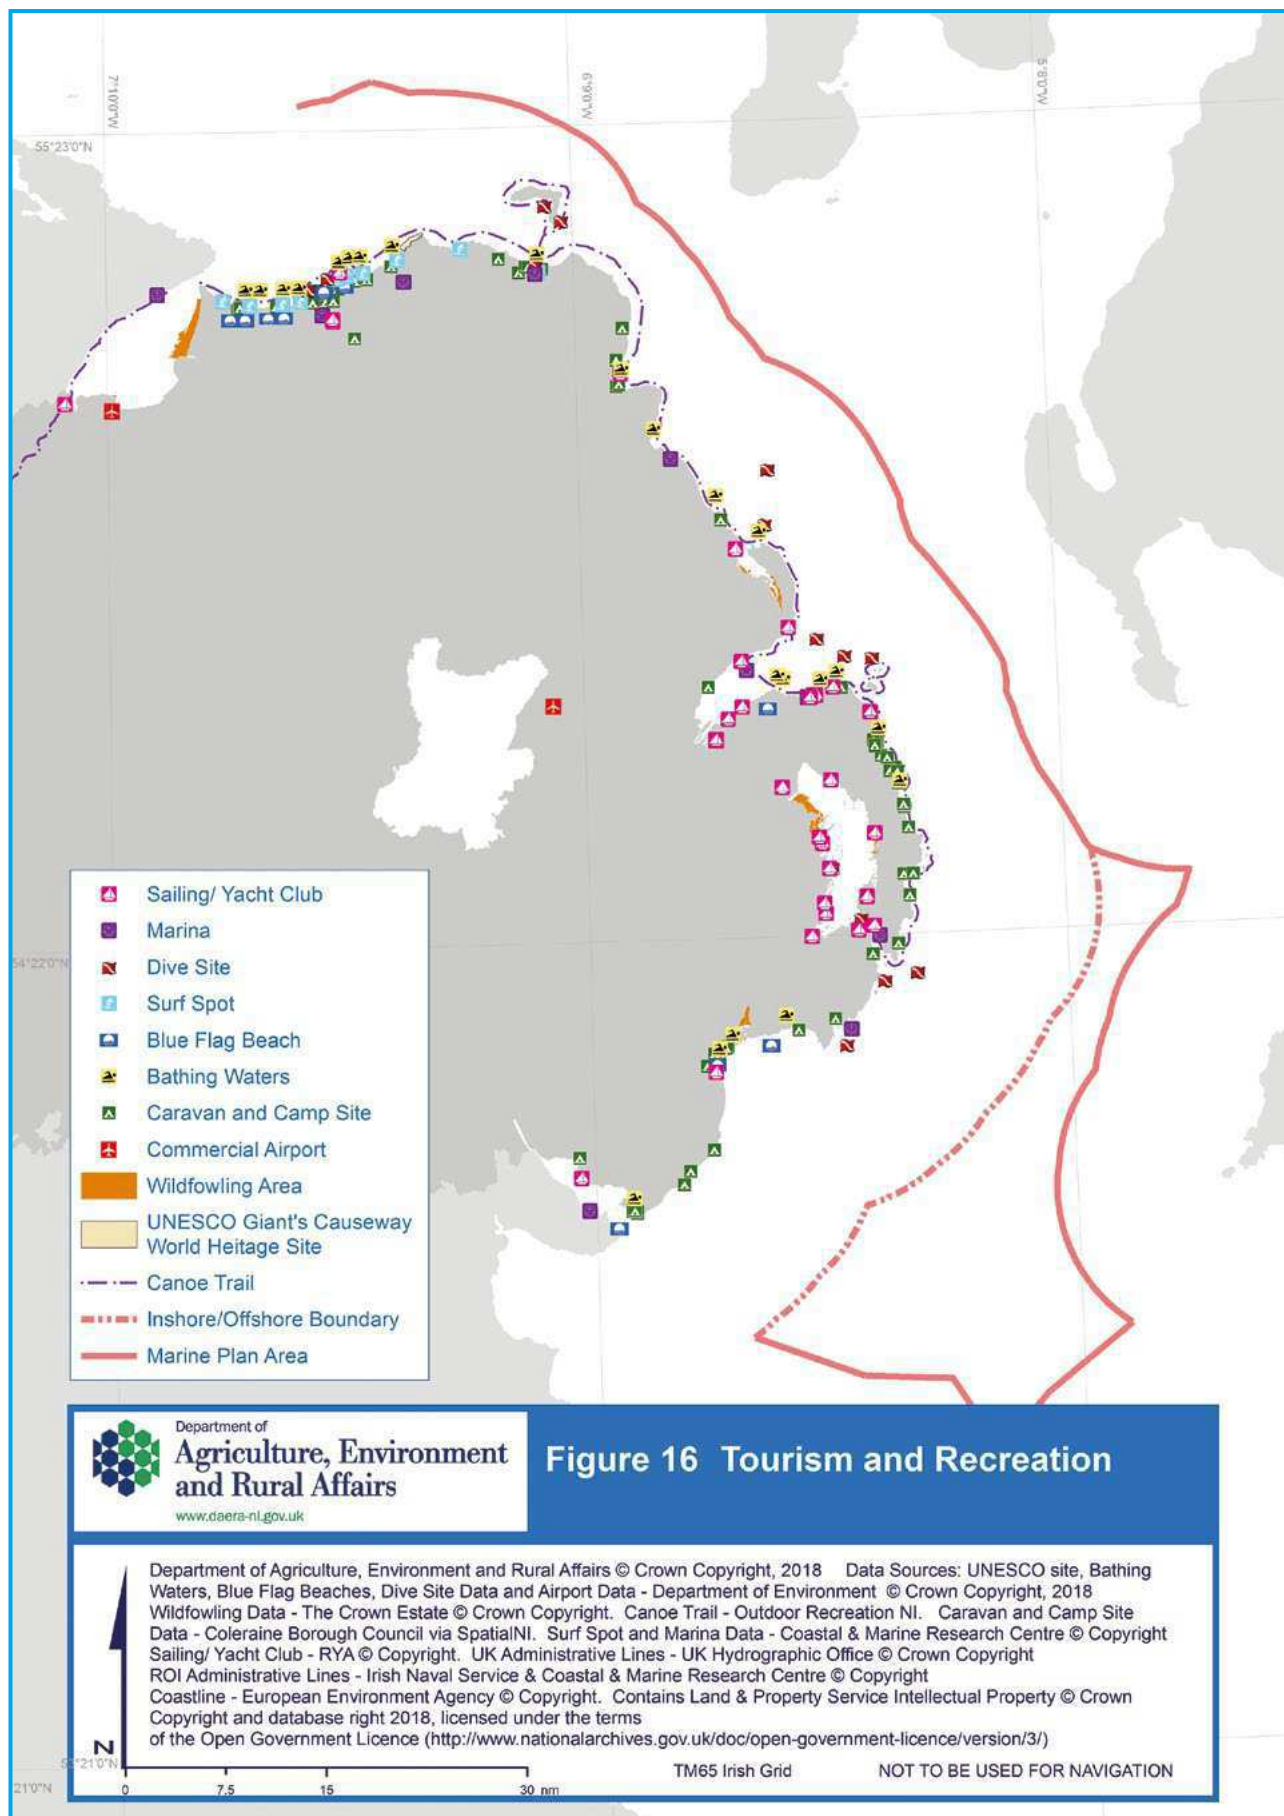 7°10'0"W
6°9'0"W
5°8'0"W
55°23'0"N
54°22'0"N
Sailing/ Yacht Club
Marina
Dive Site
Surf Spot
Blue Flag Beach
Bathing Waters
Caravan and Camp Site
Commercial Airport
Wildfowling Area
UNESCO Giant's Causeway
World Heritage Site
Canoe Trail
Inshore/Offshore Boundary
Marine Plan Area
Department of
Agriculture, Environment
and Rural Affairs
www.daera-ni.gov.uk
Figure 16 Tourism and Recreation
Department of Agriculture, Environment and Rural Affairs © Crown Copyright, 2018 Data Sources: UNESCO site, Bathing
Waters, Blue Flag Beaches, Dive Site Data and Airport Data - Department of Environment © Crown Copyright, 2018
Wildfowling Data - The Crown Estate © Crown Copyright. Canoe Trail - Outdoor Recreation NI. Caravan and Camp Site
Data - Coleraine Borough Council via SpatialNI. Surf Spot and Marina Data - Coastal & Marine Research Centre © Copyright
Sailing/ Yacht Club - RYA © Copyright. UK Administrative Lines - UK Hydrographic Office © Crown Copyright
ROI Administrative Lines - Irish Naval Service & Coastal & Marine Research Centre © Copyright
Coastline - European Environment Agency © Copyright. Contains Land & Property Service Intellectual Property © Crown
Copyright and database right 2018, licensed under the terms
of the Open Government Licence (http://www.nationalarchives.gov.uk/doc/open-government-licence/version/3/)
N
21'0"N
TM65 Irish Grid NOT TO BE USED FOR NAVIGATION
21'0"N
0 7.5 15 30 nm